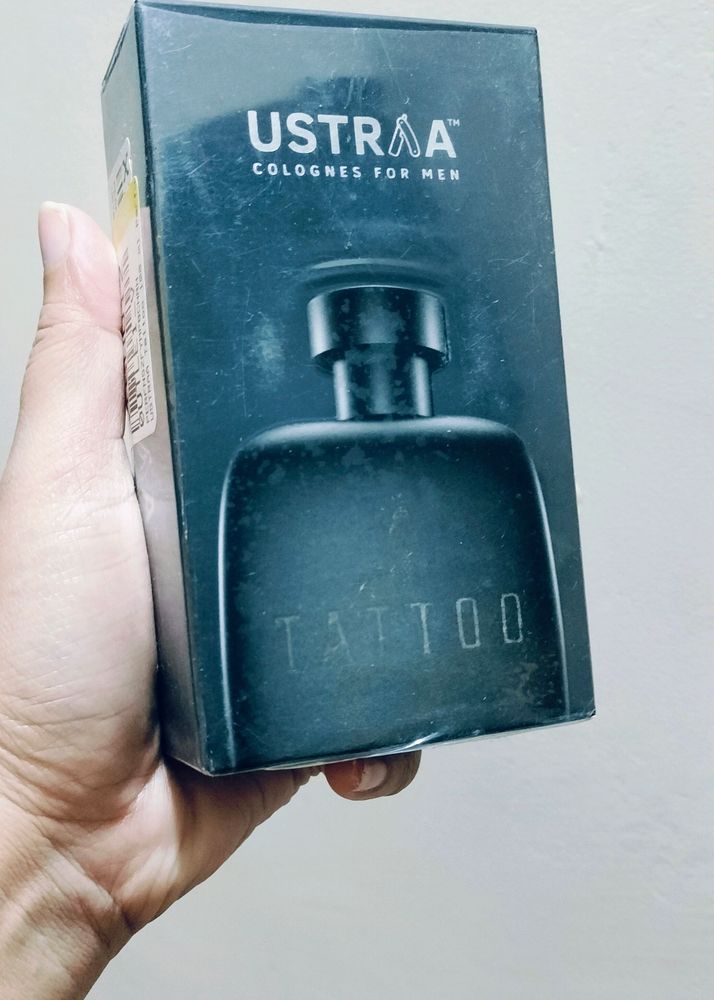 USTRAA™
COLOGNES FOR MEN
TATTOO